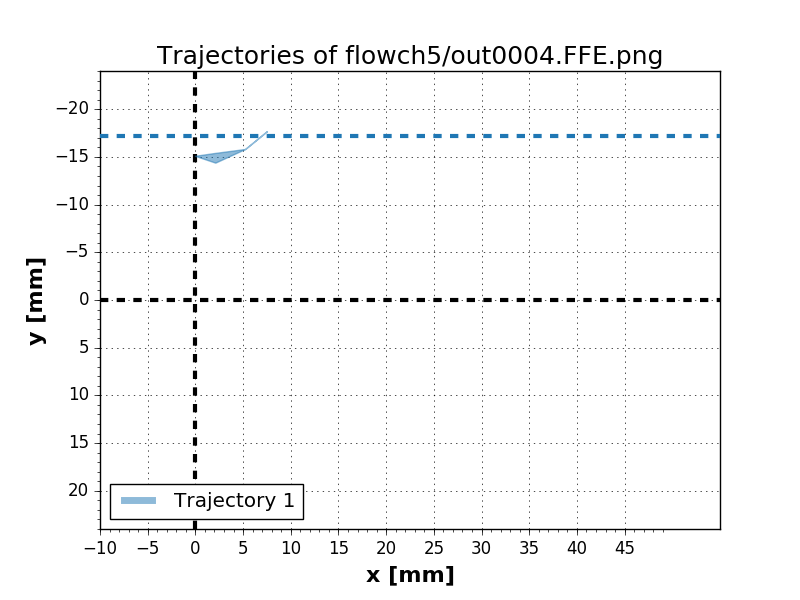 Trajectories of flowch5/out0004.FFE.png
−20
−15
−10
−5
0
5
10
15
20
y [mm]
Trajectory 1
−10 −5 0 5 10 15 20 25 30 35 40 45
x [mm]